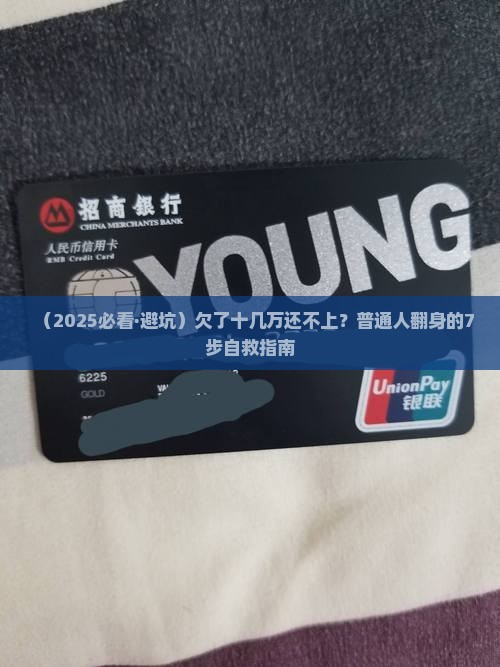 招商银行
CHINA MERCHANTS BANK
人民币信用卡
RMB Credit Card
YOUNG
（2025必看·避坑）欠了十几万还不上？普通人翻身的7
步自救指南
6225
GOLD
UnionPay
银联